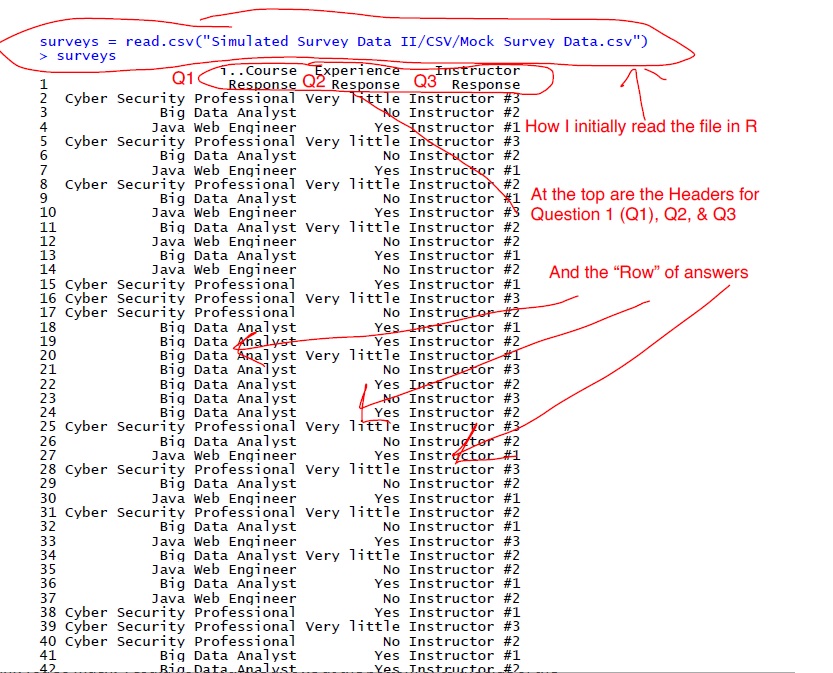 surveys = read.csv("Simulated Survey Data II/CSV/Mock Survey Data.csv")
> surveys
ï..Course Experience Instructor
Q1 Q2 Q3
1 Response Response Response
2 Cyber Security Professional Very little Instructor #3
3 Big Data Analyst No Instructor #2
4 Java Web Engineer Yes Instructor #1
How I initially read the file in R
5 Cyber Security Professional Very little Instructor #3
6 Big Data Analyst No Instructor #2
7 Java Web Engineer Yes Instructor #1
8 Cyber Security Professional Very little Instructor #2
9 Big Data Analyst No Instructor #1
At the top are the Headers for
10 Java Web Engineer Yes Instructor #3
Question 1 (Q1), Q2, & Q3
11 Big Data Analyst Very little Instructor #2
12 Java Web Engineer No Instructor #2
13 Big Data Analyst Yes Instructor #1
14 Java Web Engineer No Instructor #2
And the “Row” of answers
15 Cyber Security Professional Yes Instructor #1
16 Cyber Security Professional Very little Instructor #3
17 Cyber Security Professional No Instructor #2
18 Big Data Analyst Yes Instructor #1
19 Big Data Analyst Yes Instructor #2
20 Big Data Analyst Very little Instructor #1
21 Big Data Analyst No Instructor #3
22 Big Data Analyst Yes Instructor #2
23 Big Data Analyst No Instructor #3
24 Big Data Analyst Yes Instructor #2
25 Cyber Security Professional Very little Instructor #3
26 Big Data Analyst No Instructor #2
27 Java Web Engineer Yes Instructor #1
28 Cyber Security Professional Very little Instructor #3
29 Big Data Analyst No Instructor #2
30 Java Web Engineer Yes Instructor #1
31 Cyber Security Professional Very little Instructor #2
32 Big Data Analyst No Instructor #1
33 Java Web Engineer Yes Instructor #3
34 Big Data Analyst Very little Instructor #2
35 Java Web Engineer No Instructor #2
36 Big Data Analyst Yes Instructor #1
37 Java Web Engineer No Instructor #2
38 Cyber Security Professional Yes Instructor #1
39 Cyber Security Professional Very little Instructor #3
40 Cyber Security Professional No Instructor #2
41 Big Data Analyst Yes Instructor #1
42 Big Data Analyst Yes Instructor #2